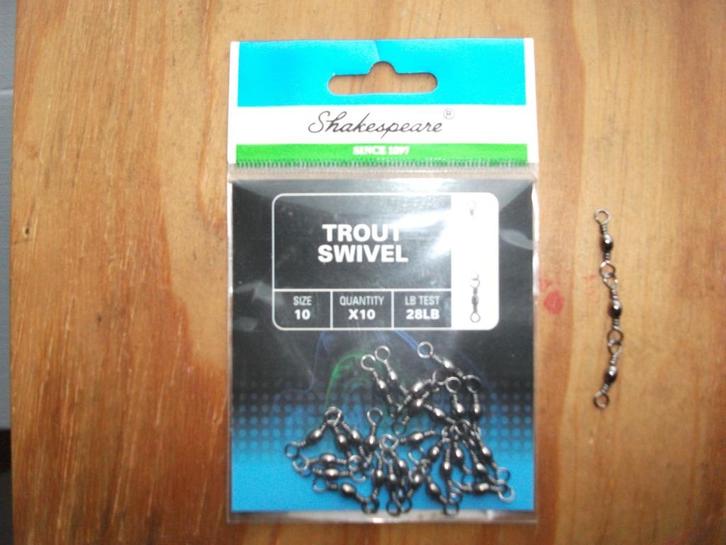 Shakespeare®
SINCE 1897
TROUT
SWIVEL
SIZE QUANTITY LB TEST
10 X10 28LB